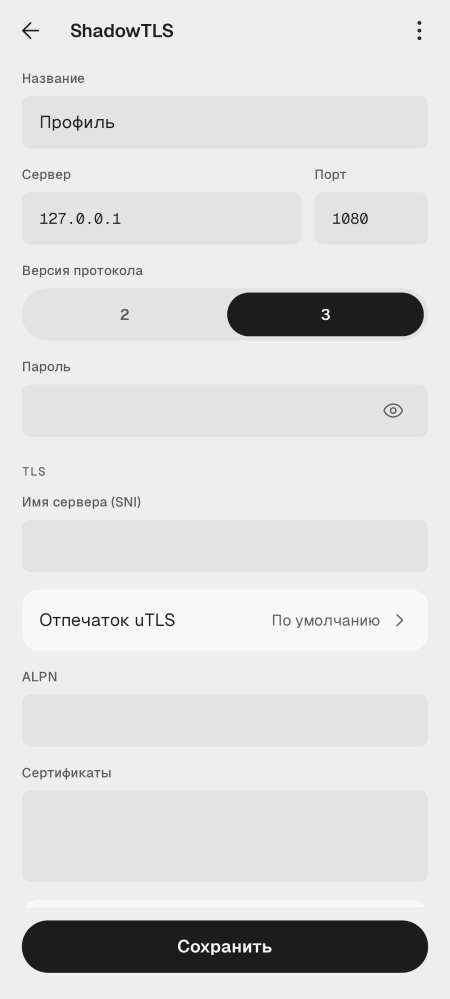 ShadowTLS
Название
Профиль
Сервер
Порт
127.0.0.1
1080
Версия протокола
2
3
Пароль
TLS
Имя сервера (SNI)
Отпечаток uTLS
По умолчанию
ALPN
Сертификаты
Сохранить